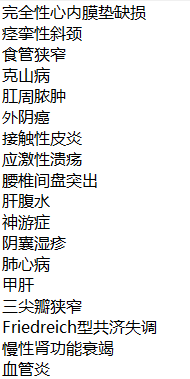 完全性心内膜垫缺损
痉挛性斜颈
食管狭窄
克山病
肛周脓肿
外阴癌
接触性皮炎
应激性溃疡
腰椎间盘突出
肝腹水
神游症
阴囊湿疹
肺心病
甲肝
三尖瓣狭窄
Friedreich型共济失调
慢性肾功能衰竭
血管炎